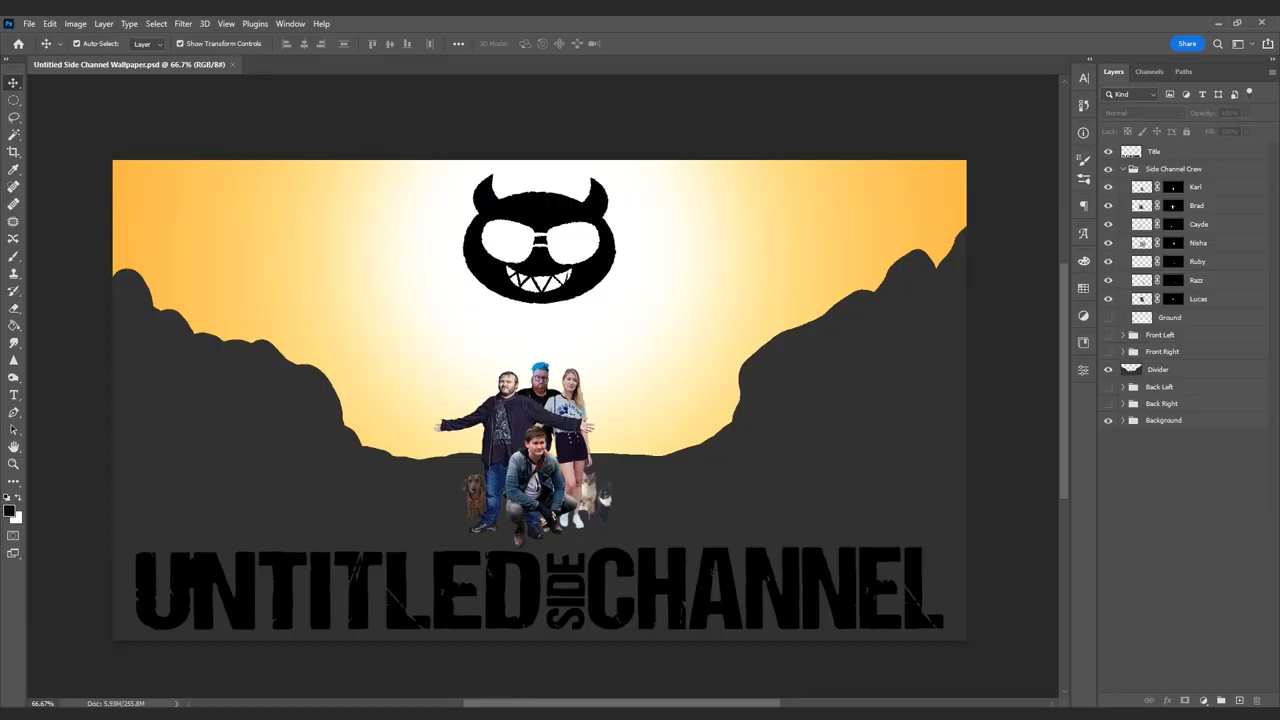 Ps File Edit Image Layer Type Select Filter 3D View Plugins Window Help
Auto-Select: Layer Show Transform Controls 3D Mode: Share
Untitled Side Channel Wallpaper.psd @ 66.7% (RGB/8#) ×
Layers Channels Paths
Kind
Normal Opacity: 100%
Lock: Fill: 100%
Title
Side Channel Crew
Karl
Brad
Cayde
Nisha
Ruby
Razz
Lucas
Ground
Front Left
Front Right
Divider
Back Left
Back Right
Background
UNTITLED SIDE CHANNEL
66.67% Doc: 5.93M/255.8M